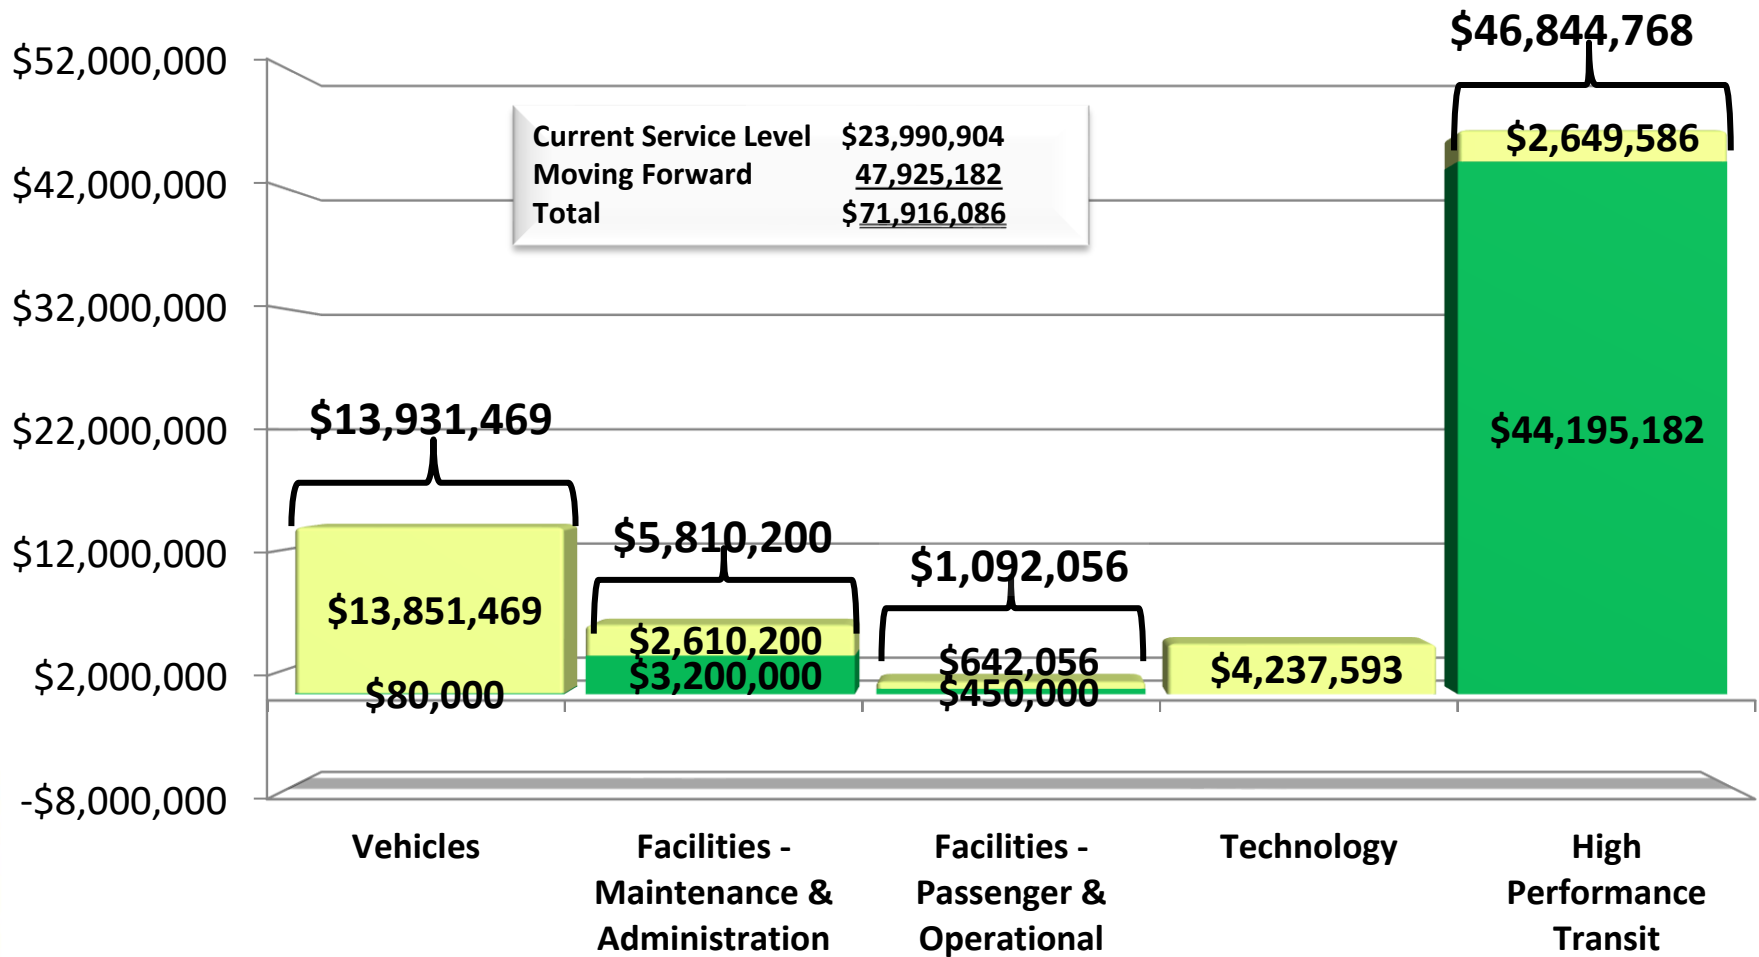 $46,844,768
$52,000,000
Current Service Level $23,990,904
Moving Forward 47,925,182
Total $71,916,086
$2,649,586
$42,000,000
$32,000,000
$22,000,000
$13,931,469
$44,195,182
$12,000,000
$5,810,200
$1,092,056
$13,851,469
$2,610,200
$642,056
$4,237,593
$2,000,000
$3,200,000
$80,000
$450,000
-$8,000,000
Vehicles
Facilities -
Maintenance &
Administration
Facilities -
Passenger &
Operational
Technology
High
Performance
Transit